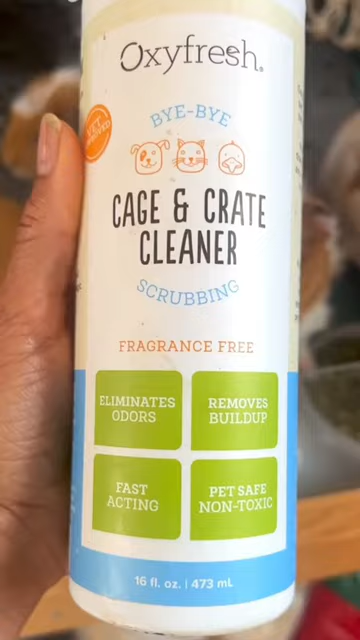 Oxyfresh®
BYE-BYE
CAGE & CRATE
CLEANER
SCRUBBING
FRAGRANCE FREE
ELIMINATES
ODORS
REMOVES
BUILDUP
FAST
ACTING
PET SAFE
NON-TOXIC
16 fl. oz. | 473 mL